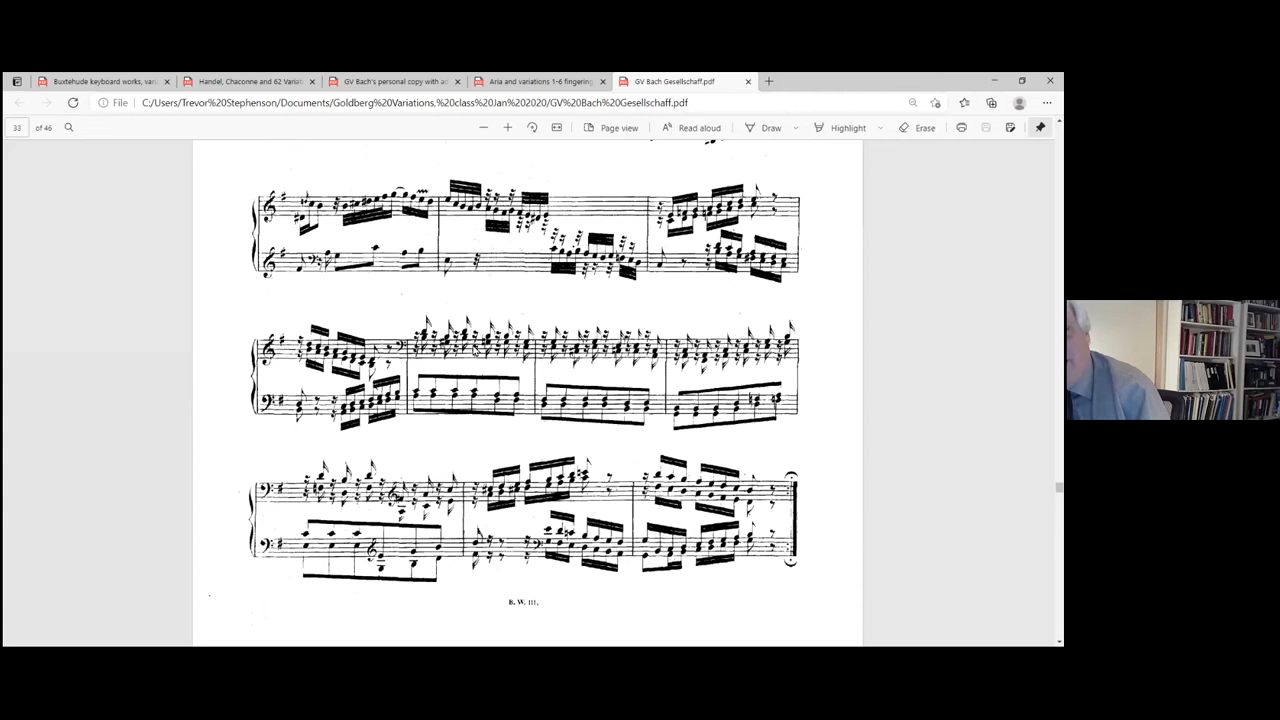 Buxtehude keyboard works, vari
Handel, Chaconne and 62 Variat
GV Bach's personal copy with ac
Aria and variations 1-6 fingering
GV Bach Gesellschaff.pdf
File
C:/Users/Trevor%20Stephenson/Documents/Goldberg%20Variations,%20class%20Jan%202020/GV%20Bach%20Gesellschaff.pdf
33 of 46
Page view
Read aloud
Draw
Highlight
Erase
B. W. III.